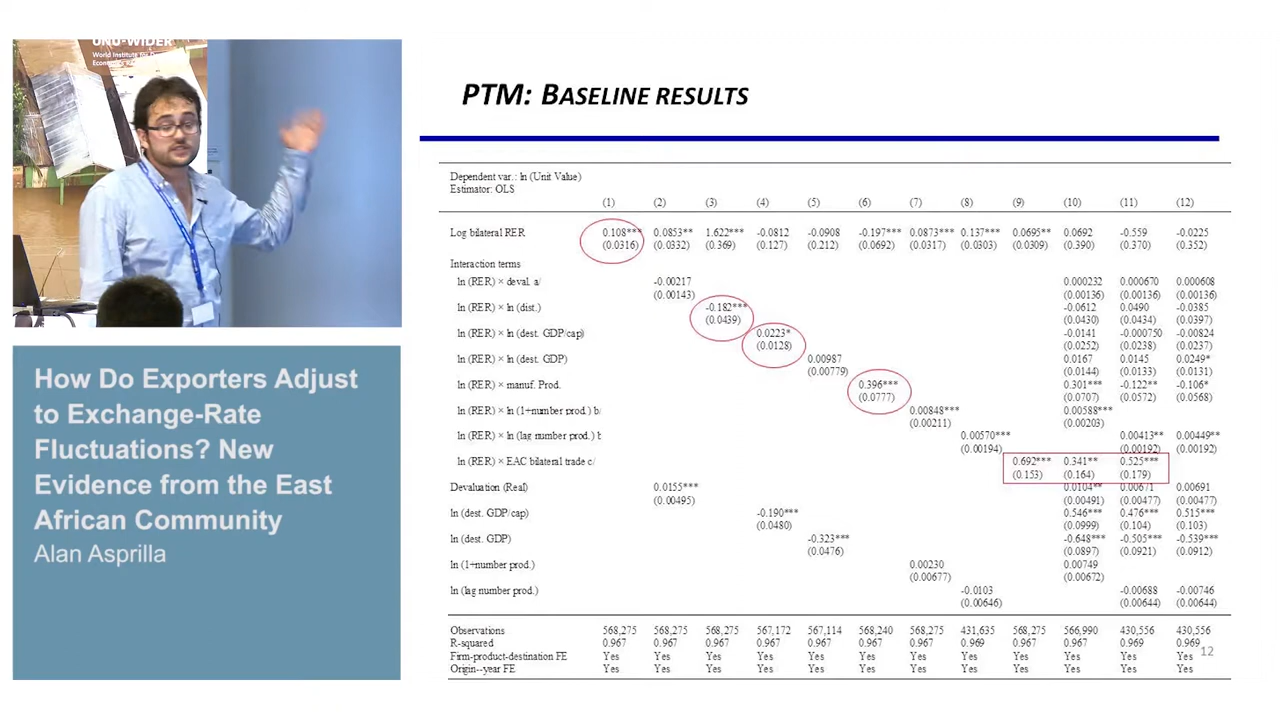 UNU-WIDER
World Institute for
Economics
How Do Exporters Adjust
to Exchange-Rate
Fluctuations? New
Evidence from the East
African Community
Alan Asprilla
PTM: BASELINE RESULTS
Dependent var.: ln (Unit Value)
Estimator: OLS
(1) (2) (3) (4) (5) (6) (7) (8) (9) (10) (11) (12)
Log bilateral RER 0.108*** 0.0853** 1.622*** -0.0812 -0.0908 -0.197*** 0.0873*** 0.137*** 0.0695** 0.0692 -0.559 -0.0225
(0.0316) (0.0332) (0.369) (0.127) (0.212) (0.0692) (0.0317) (0.0303) (0.0309) (0.390) (0.370) (0.352)
Interaction terms
ln (RER) × deval. a/ -0.00217 0.000232 0.000670 0.000608
(0.00143) (0.00136) (0.00136) (0.00136)
ln (RER) × ln (dist.) -0.182*** -0.0612 0.0490 -0.0385
(0.0439) (0.0430) (0.0434) (0.0397)
ln (RER) × ln (dest. GDP/cap) 0.0223* -0.0141 -0.000750 -0.00824
(0.0128) (0.0252) (0.0238) (0.0237)
ln (RER) × ln (dest. GDP) 0.00987 0.0167 0.0145 0.0249*
(0.00779) (0.0144) (0.0133) (0.0131)
ln (RER) × manuf. Prod. 0.396*** 0.301*** -0.122** -0.106*
(0.0777) (0.0707) (0.0572) (0.0568)
ln (RER) × ln (1+number prod.) b/ 0.00848*** 0.00588***
(0.00211) (0.00203)
ln (RER) × ln (lag number prod.) b 0.00570*** 0.00413** 0.00449**
(0.00194) (0.00192) (0.00192)
ln (RER) × EAC bilateral trade c/ 0.692*** 0.341** 0.525***
(0.153) (0.164) (0.179)
Devaluation (Real) 0.0155*** 0.0104** 0.00671 0.00691
(0.00495) (0.00491) (0.00477) (0.00477)
ln (dest. GDP/cap) -0.190*** 0.546*** 0.476*** 0.515***
(0.0480) (0.0999) (0.104) (0.103)
ln (dest. GDP) -0.323*** -0.648*** -0.505*** -0.539***
(0.0476) (0.0897) (0.0921) (0.0912)
ln (1+number prod.) 0.00230 0.00749
(0.00677) (0.00672)
ln (lag number prod.) -0.0103 -0.00688 -0.00746
(0.00646) (0.00644) (0.00644)
Observations 568,275 568,275 568,275 567,172 567,114 568,240 568,275 431,635 568,275 566,990 430,556 430,556
R-squared 0.967 0.967 0.967 0.967 0.967 0.967 0.967 0.969 0.967 0.967 0.969 0.969
Firm-product-destination FE Yes Yes Yes Yes Yes Yes Yes Yes Yes Yes Yes Yes
Origin--year FE Yes Yes Yes Yes Yes Yes Yes Yes Yes Yes Yes Yes
12